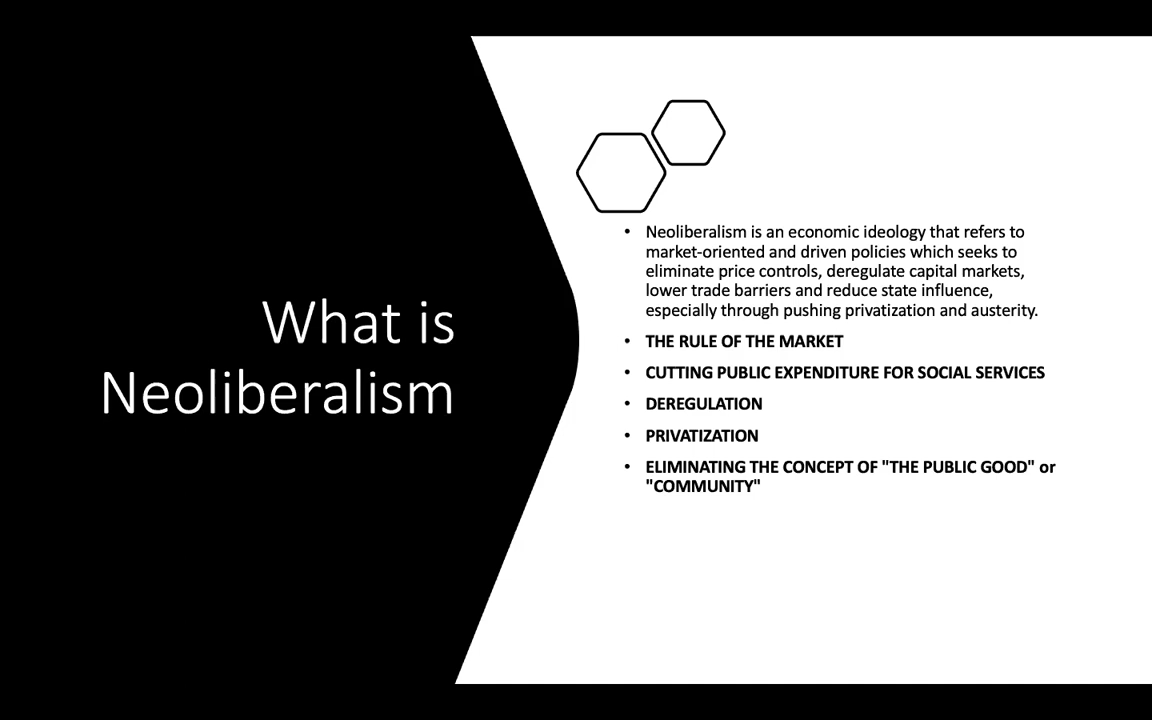 What is
Neoliberalism
• Neoliberalism is an economic ideology that refers to
market-oriented and driven policies which seeks to
eliminate price controls, deregulate capital markets,
lower trade barriers and reduce state influence,
especially through pushing privatization and austerity.
• THE RULE OF THE MARKET
• CUTTING PUBLIC EXPENDITURE FOR SOCIAL SERVICES
• DEREGULATION
• PRIVATIZATION
• ELIMINATING THE CONCEPT OF "THE PUBLIC GOOD" or
"COMMUNITY"